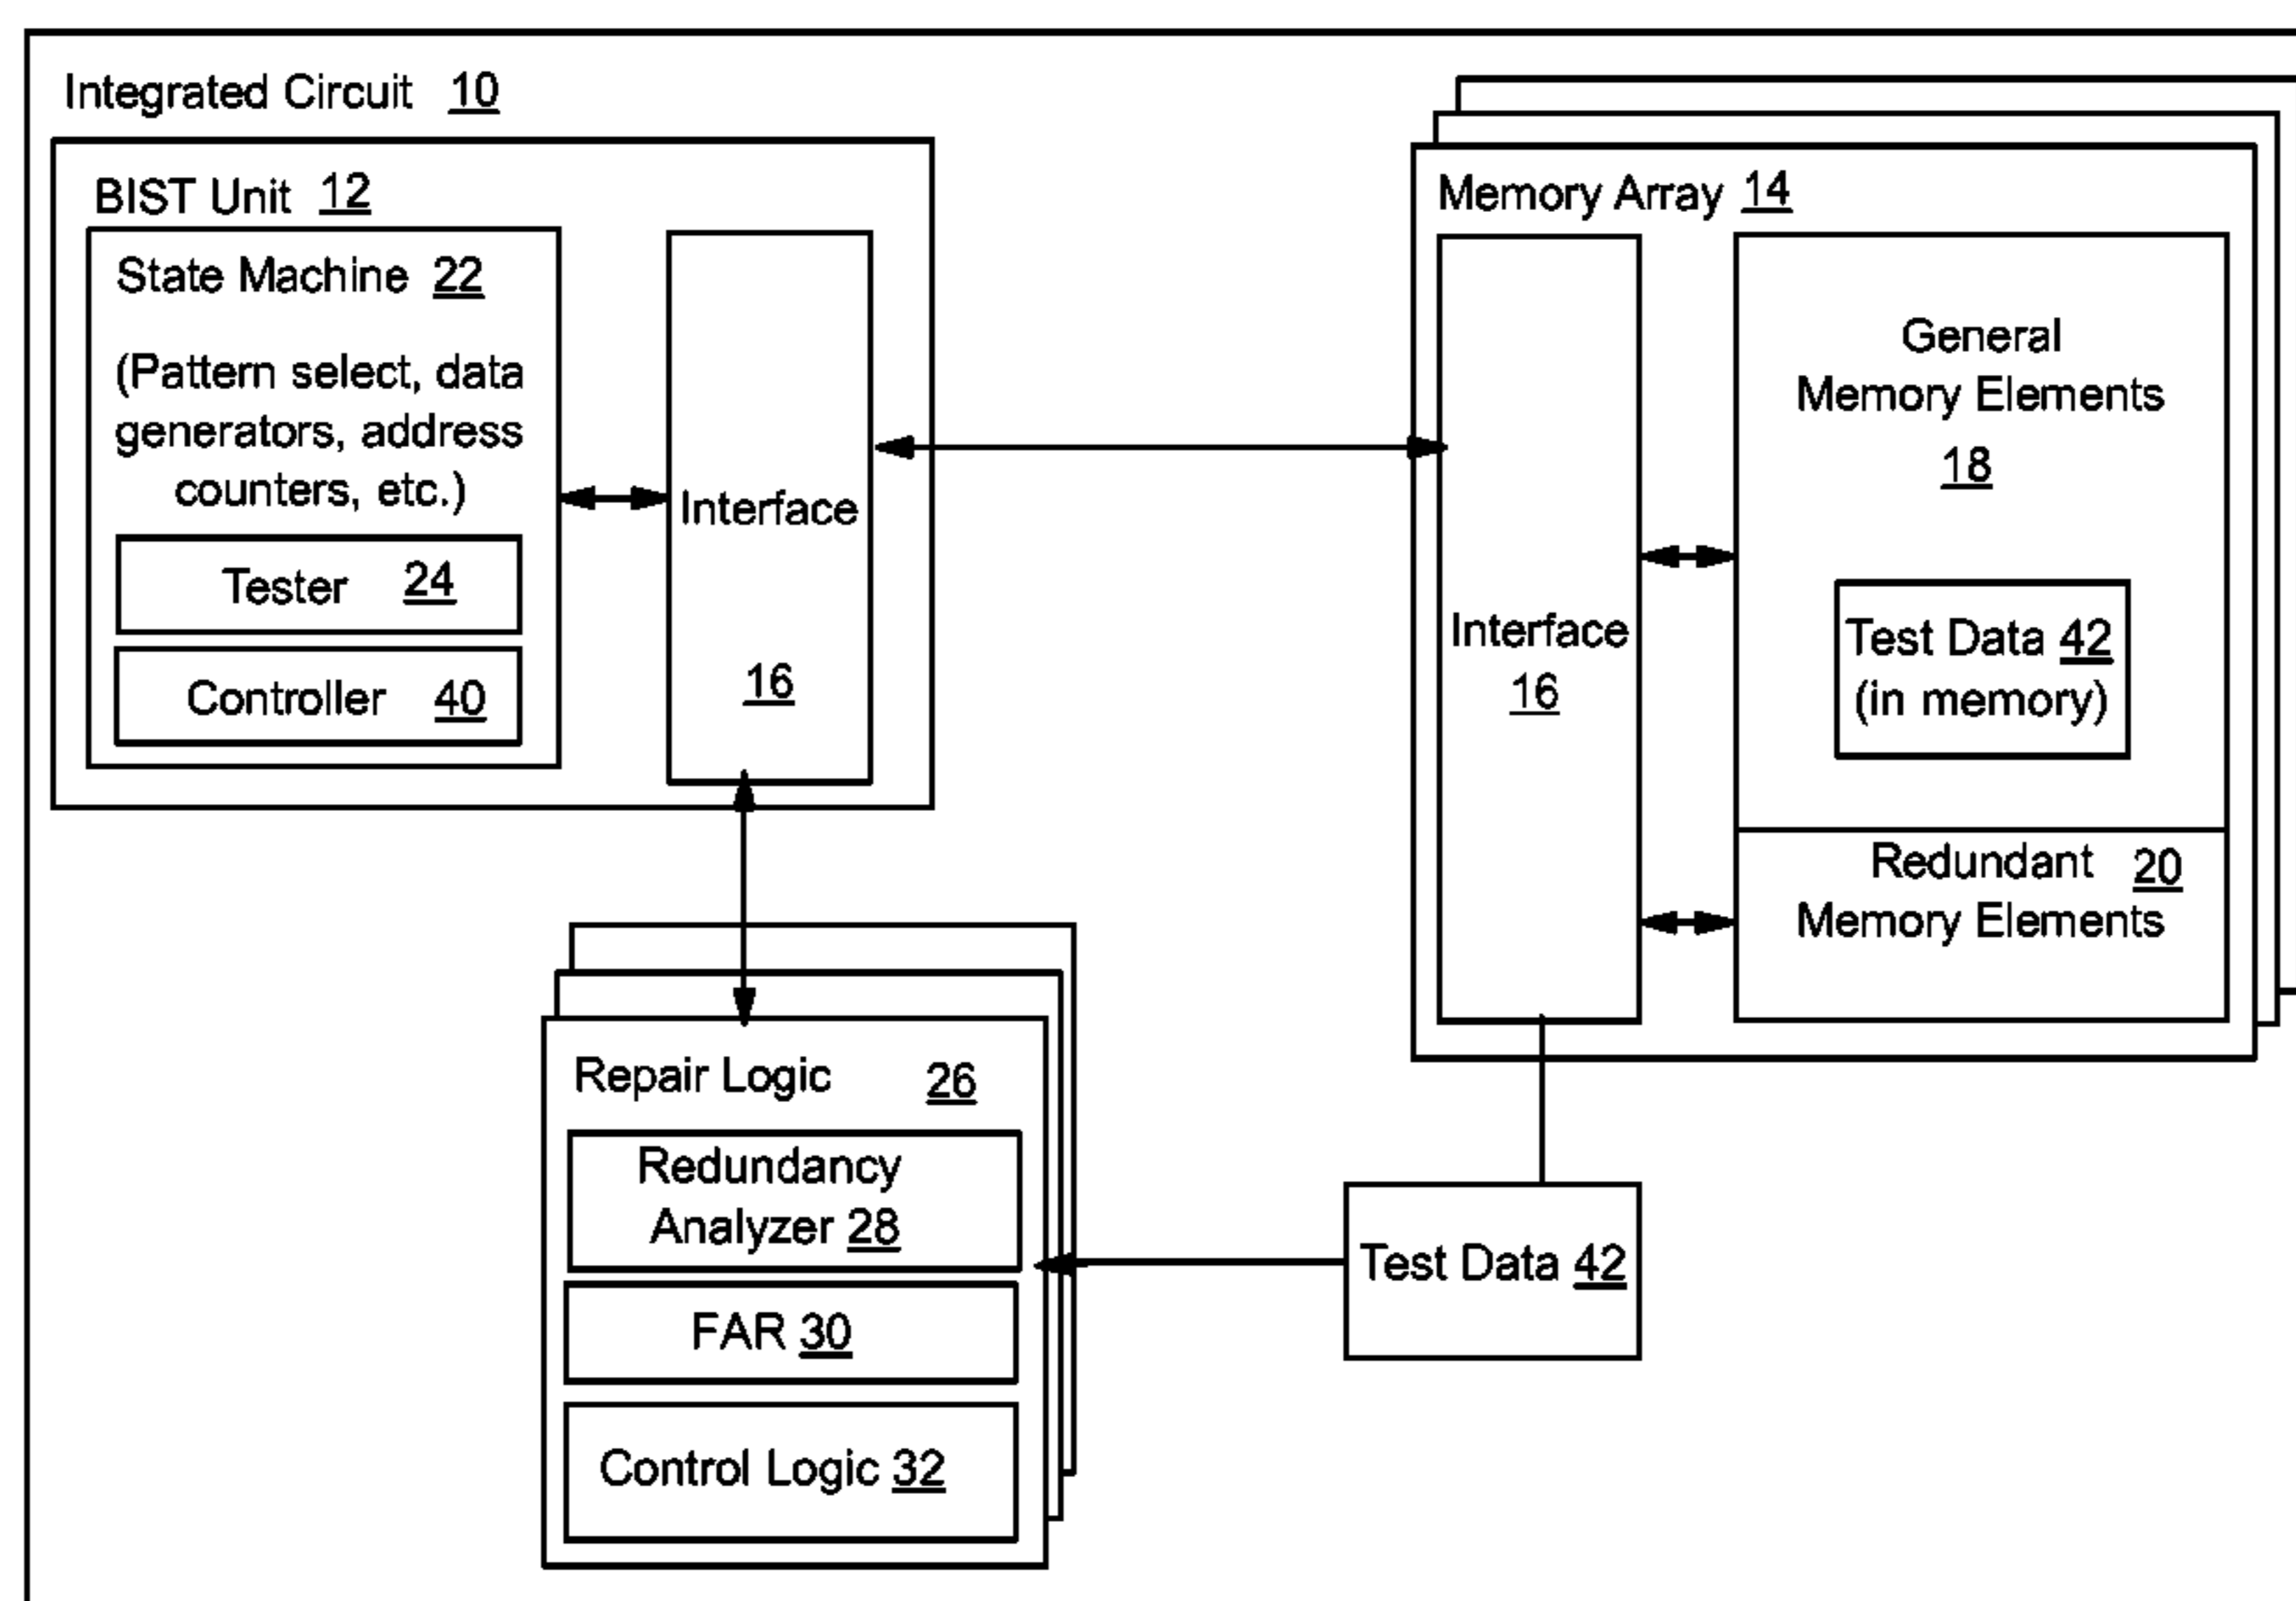 Integrated Circuit 10
BIST Unit 12
State Machine 22
(Pattern select, data
generators, address
counters, etc.)
Tester 24
Controller 40
Interface
16
Memory Array 14
Interface
16
General
Memory Elements
18
Test Data 42
(in memory)
Redundant 20
Memory Elements
Repair Logic 26
Redundancy
Analyzer 28
FAR 30
Control Logic 32
Test Data 42